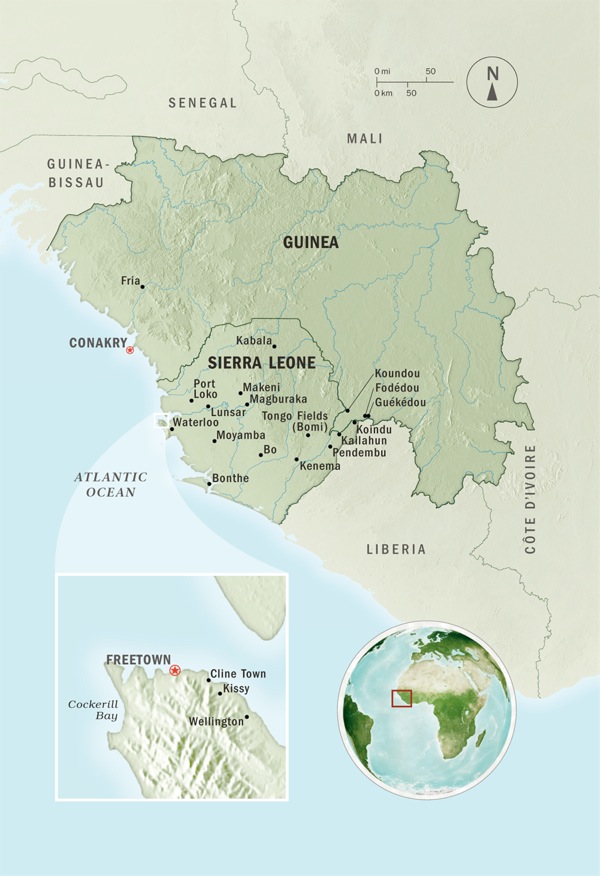 0 mi 50
0 km 50
N
SENEGAL
MALI
GUINEA-
BISSAU
GUINEA
Fria
CONAKRY
Kabala
SIERRA LEONE
Koundou
Port
Loko
Makeni
Fodédou
Magburaka
Guékédou
Lunsar
Tongo Fields
(Bomi)
Waterloo
Koindu
Moyamba
Kailahun
Bo
Pendembu
Kenema
ATLANTIC
OCEAN
Bonthe
CÔTE D'IVOIRE
LIBERIA
FREETOWN
Cline Town
Kissy
Cockerill
Bay
Wellington